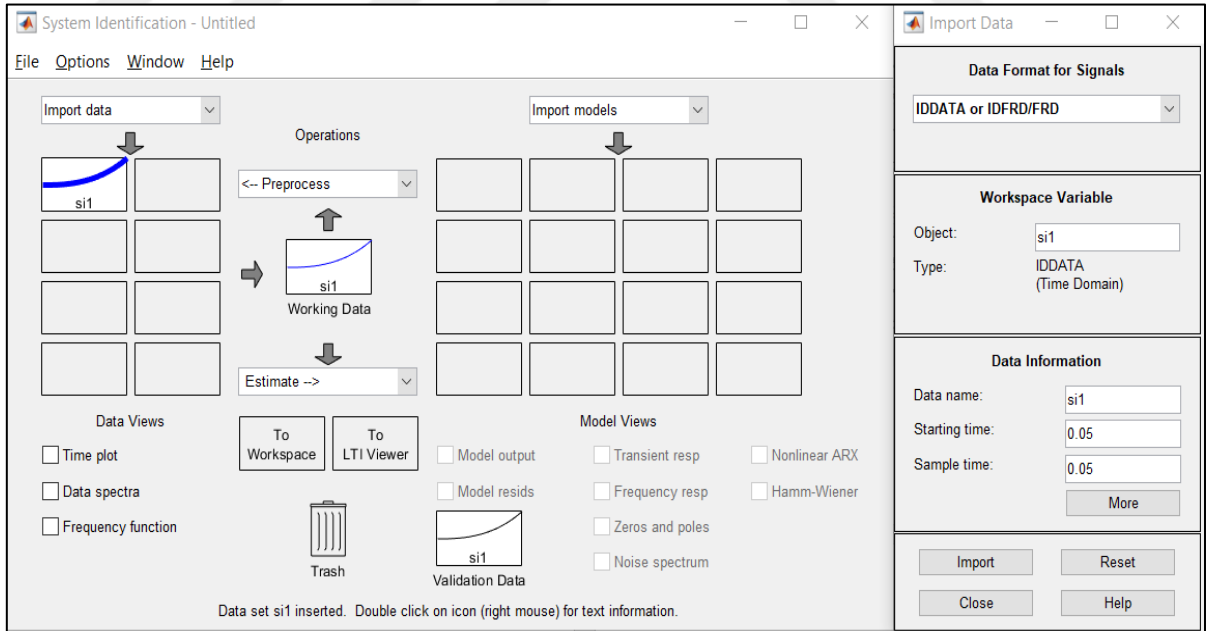 System Identification - Untitled
File Options Window Help
Import data
Import models
Operations
si1
<-- Preprocess
si1
Working Data
Estimate -->
Data Views
Time plot
Data spectra
Frequency function
To
Workspace
To
LTI Viewer
Trash
Model Views
Model output
Transient resp
Nonlinear ARX
Model resids
Frequency resp
Hamm-Wiener
Zeros and poles
Noise spectrum
si1
Validation Data
Data set si1 inserted. Double click on icon (right mouse) for text information.
Import Data
Data Format for Signals
IDDATA or IDFRD/FRD
Workspace Variable
Object: si1
Type: IDDATA
(Time Domain)
Data Information
Data name: si1
Starting time: 0.05
Sample time: 0.05
More
Import Reset
Close Help